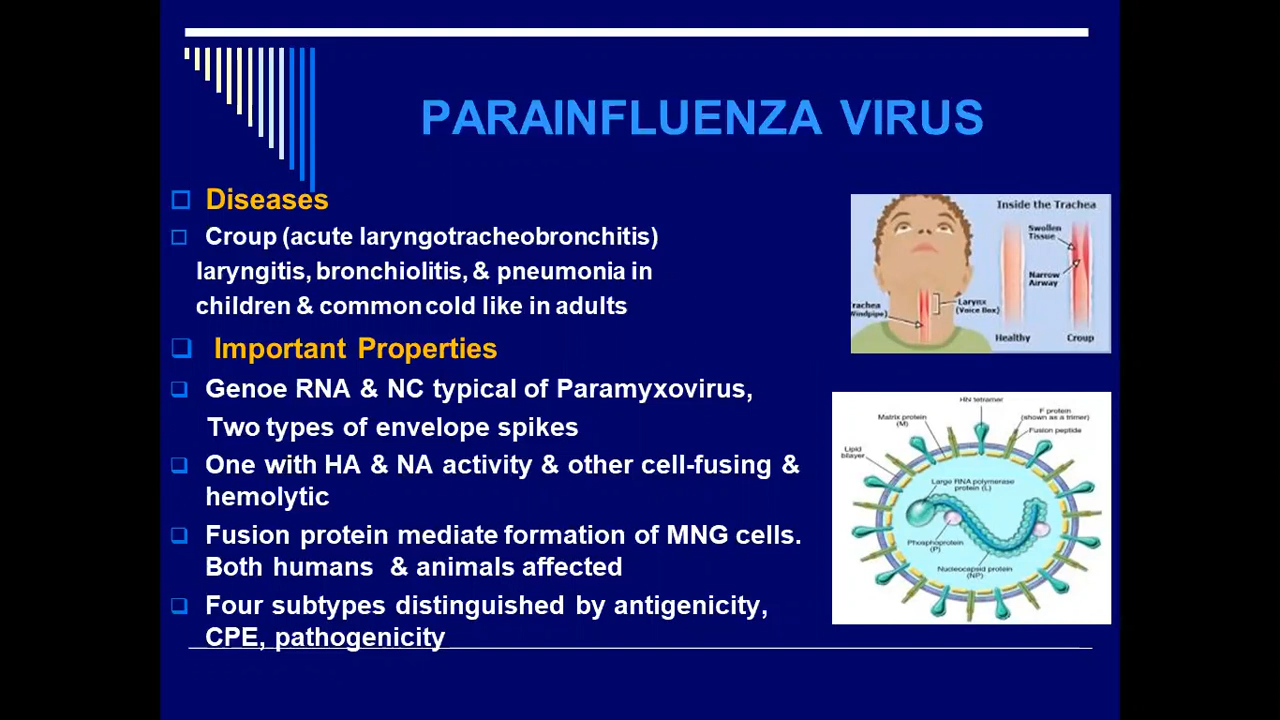 PARAINFLUENZA VIRUS
Diseases
Croup (acute laryngotracheobronchitis)
laryngitis, bronchiolitis, & pneumonia in
children & common cold like in adults
Important Properties
Genoe RNA & NC typical of Paramyxovirus,
Two types of envelope spikes
One with HA & NA activity & other cell-fusing &
hemolytic
Fusion protein mediate formation of MNG cells.
Both humans & animals affected
Four subtypes distinguished by antigenicity,
CPE, pathogenicity
Inside the Trachea
Swollen
Tissue
Narrow
Airway
Larynx
(Voice Box)
Trachea
Windpipe)
Healthy
Croup
HN tetramer
Matrix protein
(M)
F protein
(shown as a trimer)
Fusion peptide
Lipid
bilayer
Large RNA polymerase
protein (L)
Phosphoprotein
(P)
Nucleocapsid protein
(NP)